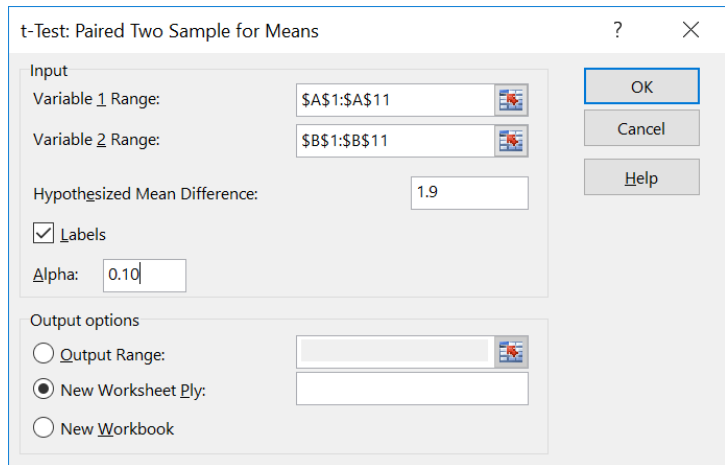 t-Test: Paired Two Sample for Means ?
Input
Variable 1 Range: $A$1:$A$11
Variable 2 Range: $B$1:$B$11
Hypothesized Mean Difference: 1.9
Labels
Alpha: 0.10
Output options
Output Range:
New Worksheet Ply:
New Workbook
OK
Cancel
Help